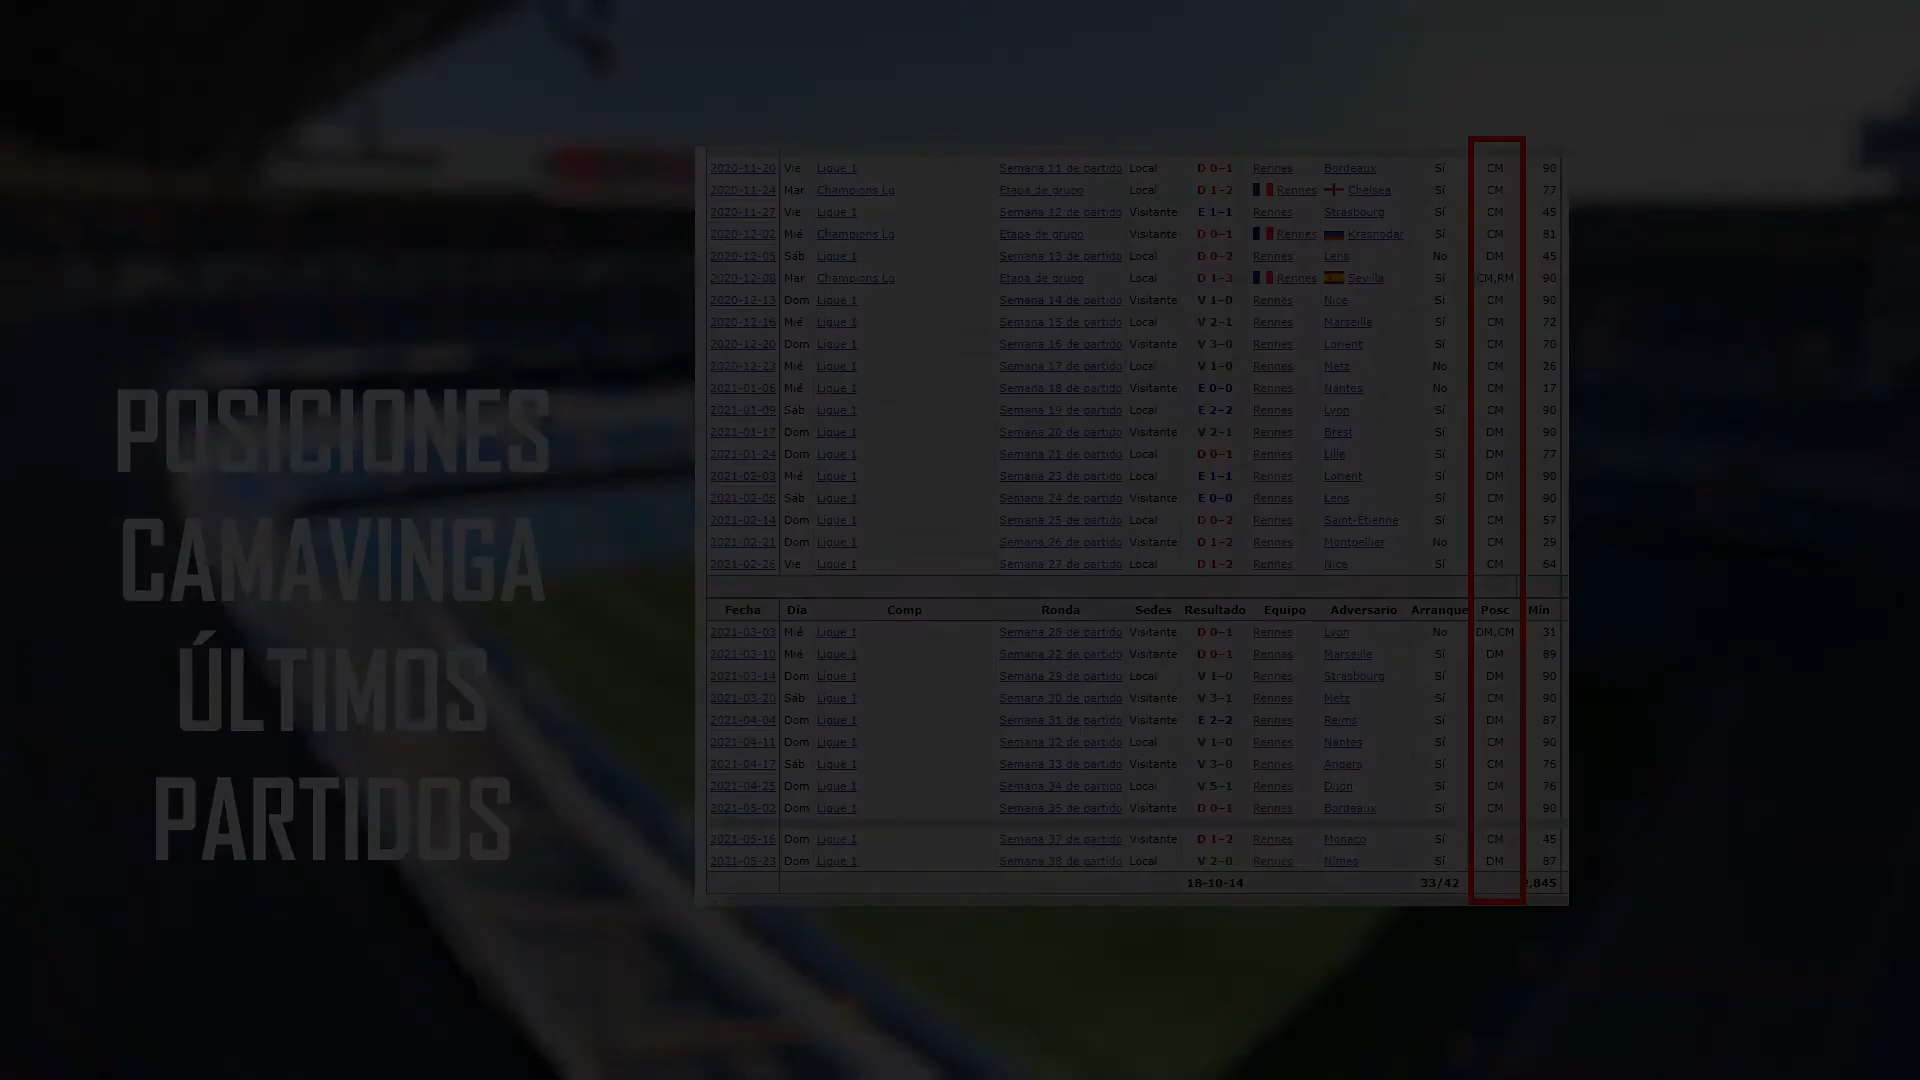 POSICIONES
CAMAVINGA
ÚLTIMOS
PARTIDOS
2020-11-20 Vie Ligue 1 Semana 11 de partido Local D 0-1 Rennes Bordeaux Sí CM 90
2020-11-24 Mar Champions Lg Etapa de grupo Local D 1-2 Rennes Chelsea Sí CM 77
2020-11-27 Vie Ligue 1 Semana 12 de partido Visitante E 1-1 Rennes Strasbourg Sí CM 45
2020-12-02 Mié Champions Lg Etapa de grupo Visitante D 0-1 Rennes Krasnodar Sí CM 81
2020-12-05 Sáb Ligue 1 Semana 13 de partido Local D 0-2 Rennes Lens No DM 45
2020-12-08 Mar Champions Lg Etapa de grupo Local D 1-3 Rennes Sevilla Sí CM,RM 90
2020-12-13 Dom Ligue 1 Semana 14 de partido Visitante V 1-0 Rennes Nice Sí CM 90
2020-12-16 Mié Ligue 1 Semana 15 de partido Local V 2-1 Rennes Marseille Sí CM 72
2020-12-20 Dom Ligue 1 Semana 16 de partido Visitante V 3-0 Rennes Lorient Sí CM 70
2020-12-23 Mié Ligue 1 Semana 17 de partido Local V 1-0 Rennes Metz No CM 26
2021-01-06 Mié Ligue 1 Semana 18 de partido Visitante E 0-0 Rennes Nantes No CM 17
2021-01-09 Sáb Ligue 1 Semana 19 de partido Local E 2-2 Rennes Lyon Sí CM 90
2021-01-17 Dom Ligue 1 Semana 20 de partido Visitante V 2-1 Rennes Brest Sí DM 90
2021-01-24 Dom Ligue 1 Semana 21 de partido Local D 0-1 Rennes Lille Sí DM 77
2021-02-03 Mié Ligue 1 Semana 23 de partido Local E 1-1 Rennes Lorient Sí DM 90
2021-02-06 Sáb Ligue 1 Semana 24 de partido Visitante E 0-0 Rennes Lens Sí CM 90
2021-02-14 Dom Ligue 1 Semana 25 de partido Local D 0-2 Rennes Saint-Étienne Sí CM 57
2021-02-21 Dom Ligue 1 Semana 26 de partido Visitante D 1-2 Rennes Montpellier No CM 29
2021-02-26 Vie Ligue 1 Semana 27 de partido Local D 1-2 Rennes Nice Sí CM 64
Fecha Día Comp Ronda Sedes Resultado Equipo Adversario Arranque Posc Mín
2021-03-03 Mié Ligue 1 Semana 28 de partido Visitante D 0-1 Rennes Lyon No DM,CM 31
2021-03-10 Mié Ligue 1 Semana 22 de partido Visitante D 0-1 Rennes Marseille Sí DM 89
2021-03-14 Dom Ligue 1 Semana 29 de partido Local V 1-0 Rennes Strasbourg Sí DM 90
2021-03-20 Sáb Ligue 1 Semana 30 de partido Visitante V 3-1 Rennes Metz Sí CM 90
2021-04-04 Dom Ligue 1 Semana 31 de partido Visitante E 2-2 Rennes Reims Sí DM 87
2021-04-11 Dom Ligue 1 Semana 32 de partido Local V 1-0 Rennes Nantes Sí CM 90
2021-04-17 Sáb Ligue 1 Semana 33 de partido Visitante V 3-0 Rennes Angers Sí CM 76
2021-04-25 Dom Ligue 1 Semana 34 de partido Local V 5-1 Rennes Dijon Sí CM 76
2021-05-02 Dom Ligue 1 Semana 35 de partido Visitante D 0-1 Rennes Bordeaux Sí CM 90
2021-05-16 Dom Ligue 1 Semana 37 de partido Visitante D 1-2 Rennes Monaco Sí CM 45
2021-05-23 Dom Ligue 1 Semana 38 de partido Local V 2-0 Rennes Nîmes Sí DM 87
18-10-14 33/42 2,845